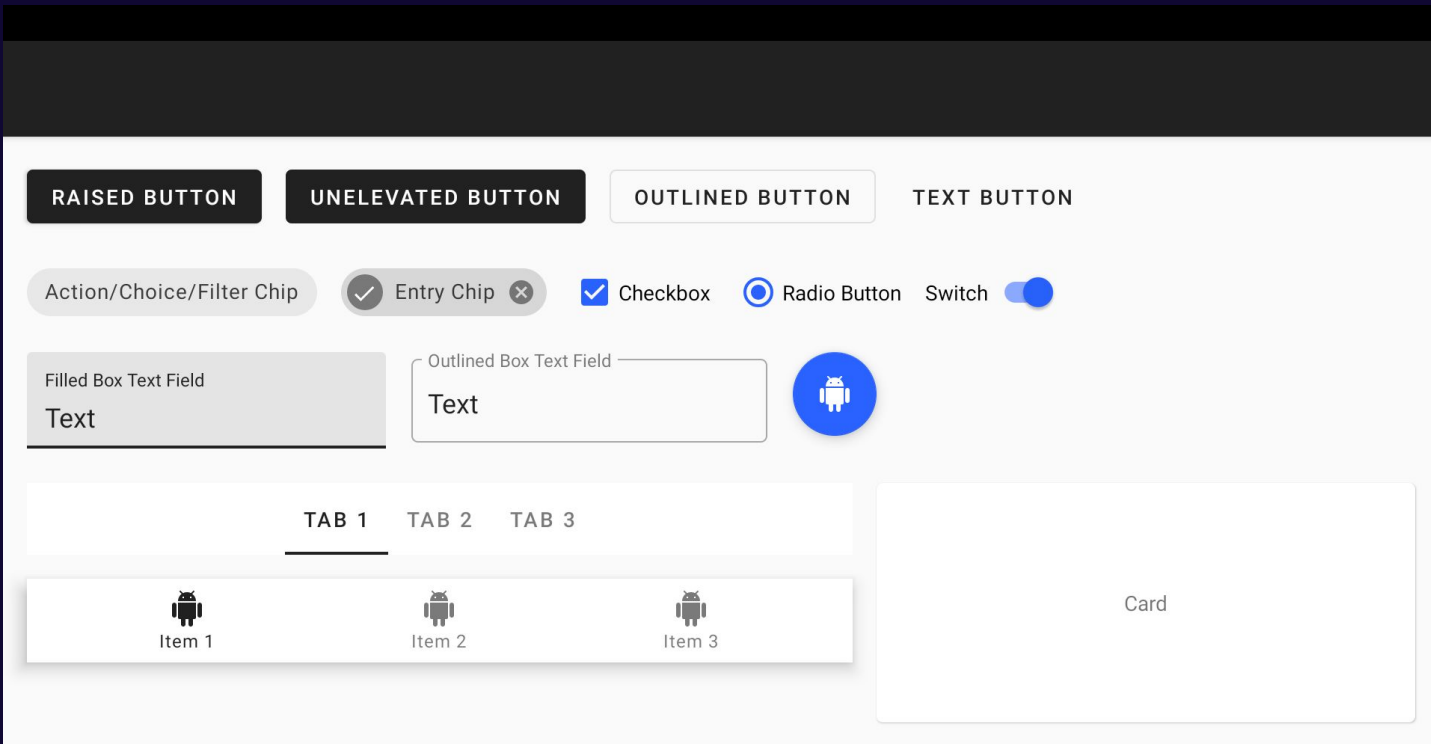 RAISED BUTTON
UNELEVATED BUTTON
OUTLINED BUTTON
TEXT BUTTON
Action/Choice/Filter Chip
Entry Chip
Checkbox
Radio Button
Switch
Filled Box Text Field
Text
Outlined Box Text Field
Text
TAB 1
TAB 2
TAB 3
Item 1
Item 2
Item 3
Card